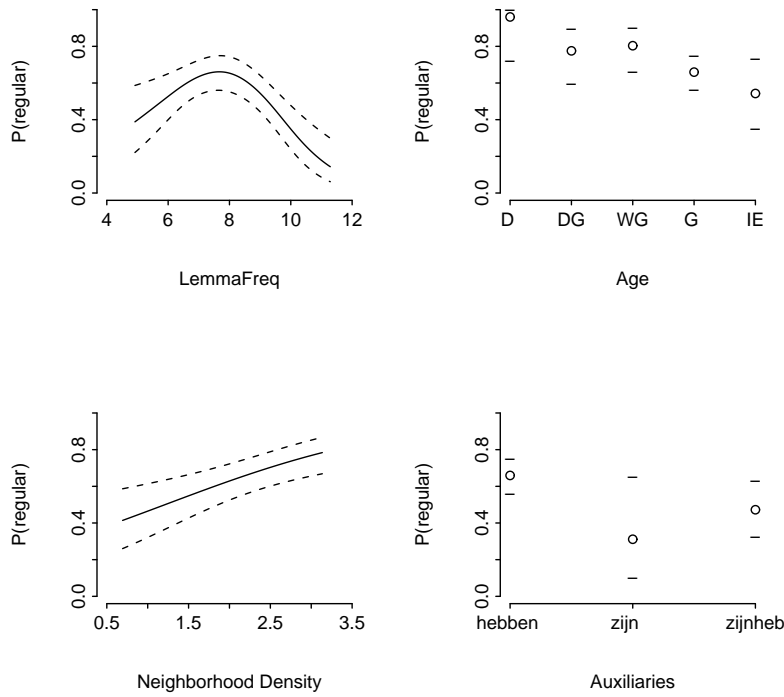 P(regular)
0.0 0.4 0.8
4 6 8 10 12
LemmaFreq
P(regular)
0.0 0.4 0.8
D DG WG G IE
Age
P(regular)
0.0 0.4 0.8
0.5 1.5 2.5 3.5
Neighborhood Density
P(regular)
0.0 0.4 0.8
hebben zijn zijnheb
Auxiliaries